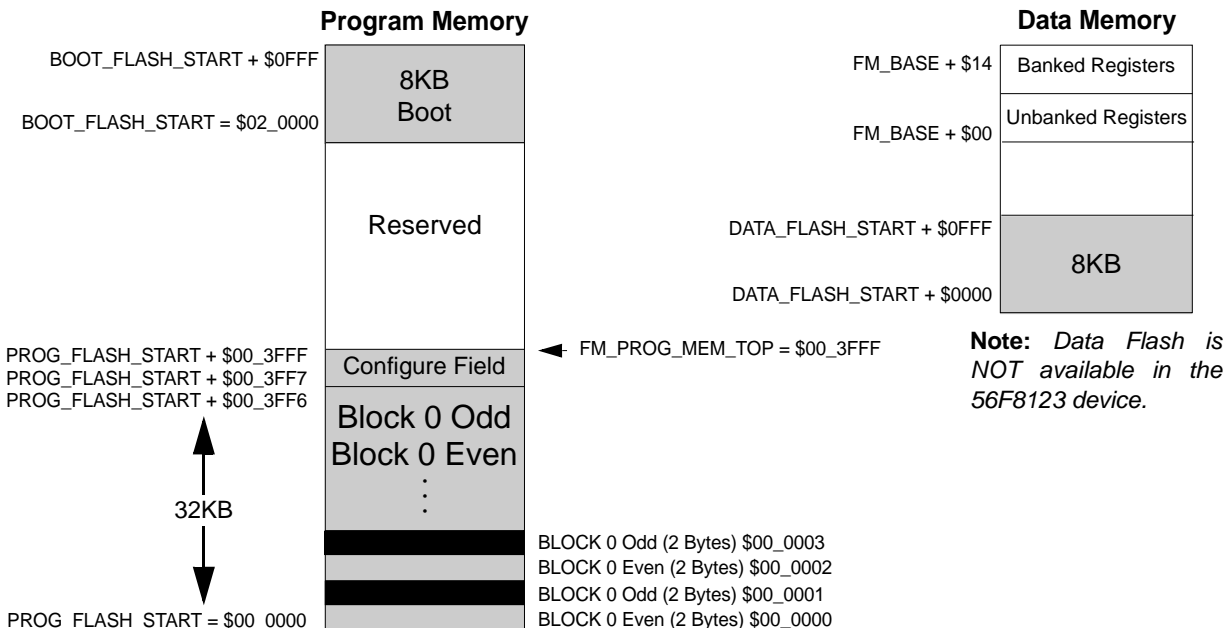 Program Memory
BOOT_FLASH_START + $0FFF
8KB
Boot
BOOT_FLASH_START = $02_0000
Reserved
PROG_FLASH_START + $00_3FFF
PROG_FLASH_START + $00_3FF7
PROG_FLASH_START + $00_3FF6
Configure Field
FM_PROG_MEM_TOP = $00_3FFF
Block 0 Odd
Block 0 Even
.
.
.
32KB
BLOCK 0 Odd (2 Bytes) $00_0003
BLOCK 0 Even (2 Bytes) $00_0002
BLOCK 0 Odd (2 Bytes) $00_0001
BLOCK 0 Even (2 Bytes) $00_0000
PROG_FLASH_START = $00_0000
Data Memory
FM_BASE + $14
Banked Registers
Unbanked Registers
FM_BASE + $00
DATA_FLASH_START + $0FFF
8KB
DATA_FLASH_START + $0000
Note: Data Flash is
NOT available in the
56F8123 device.